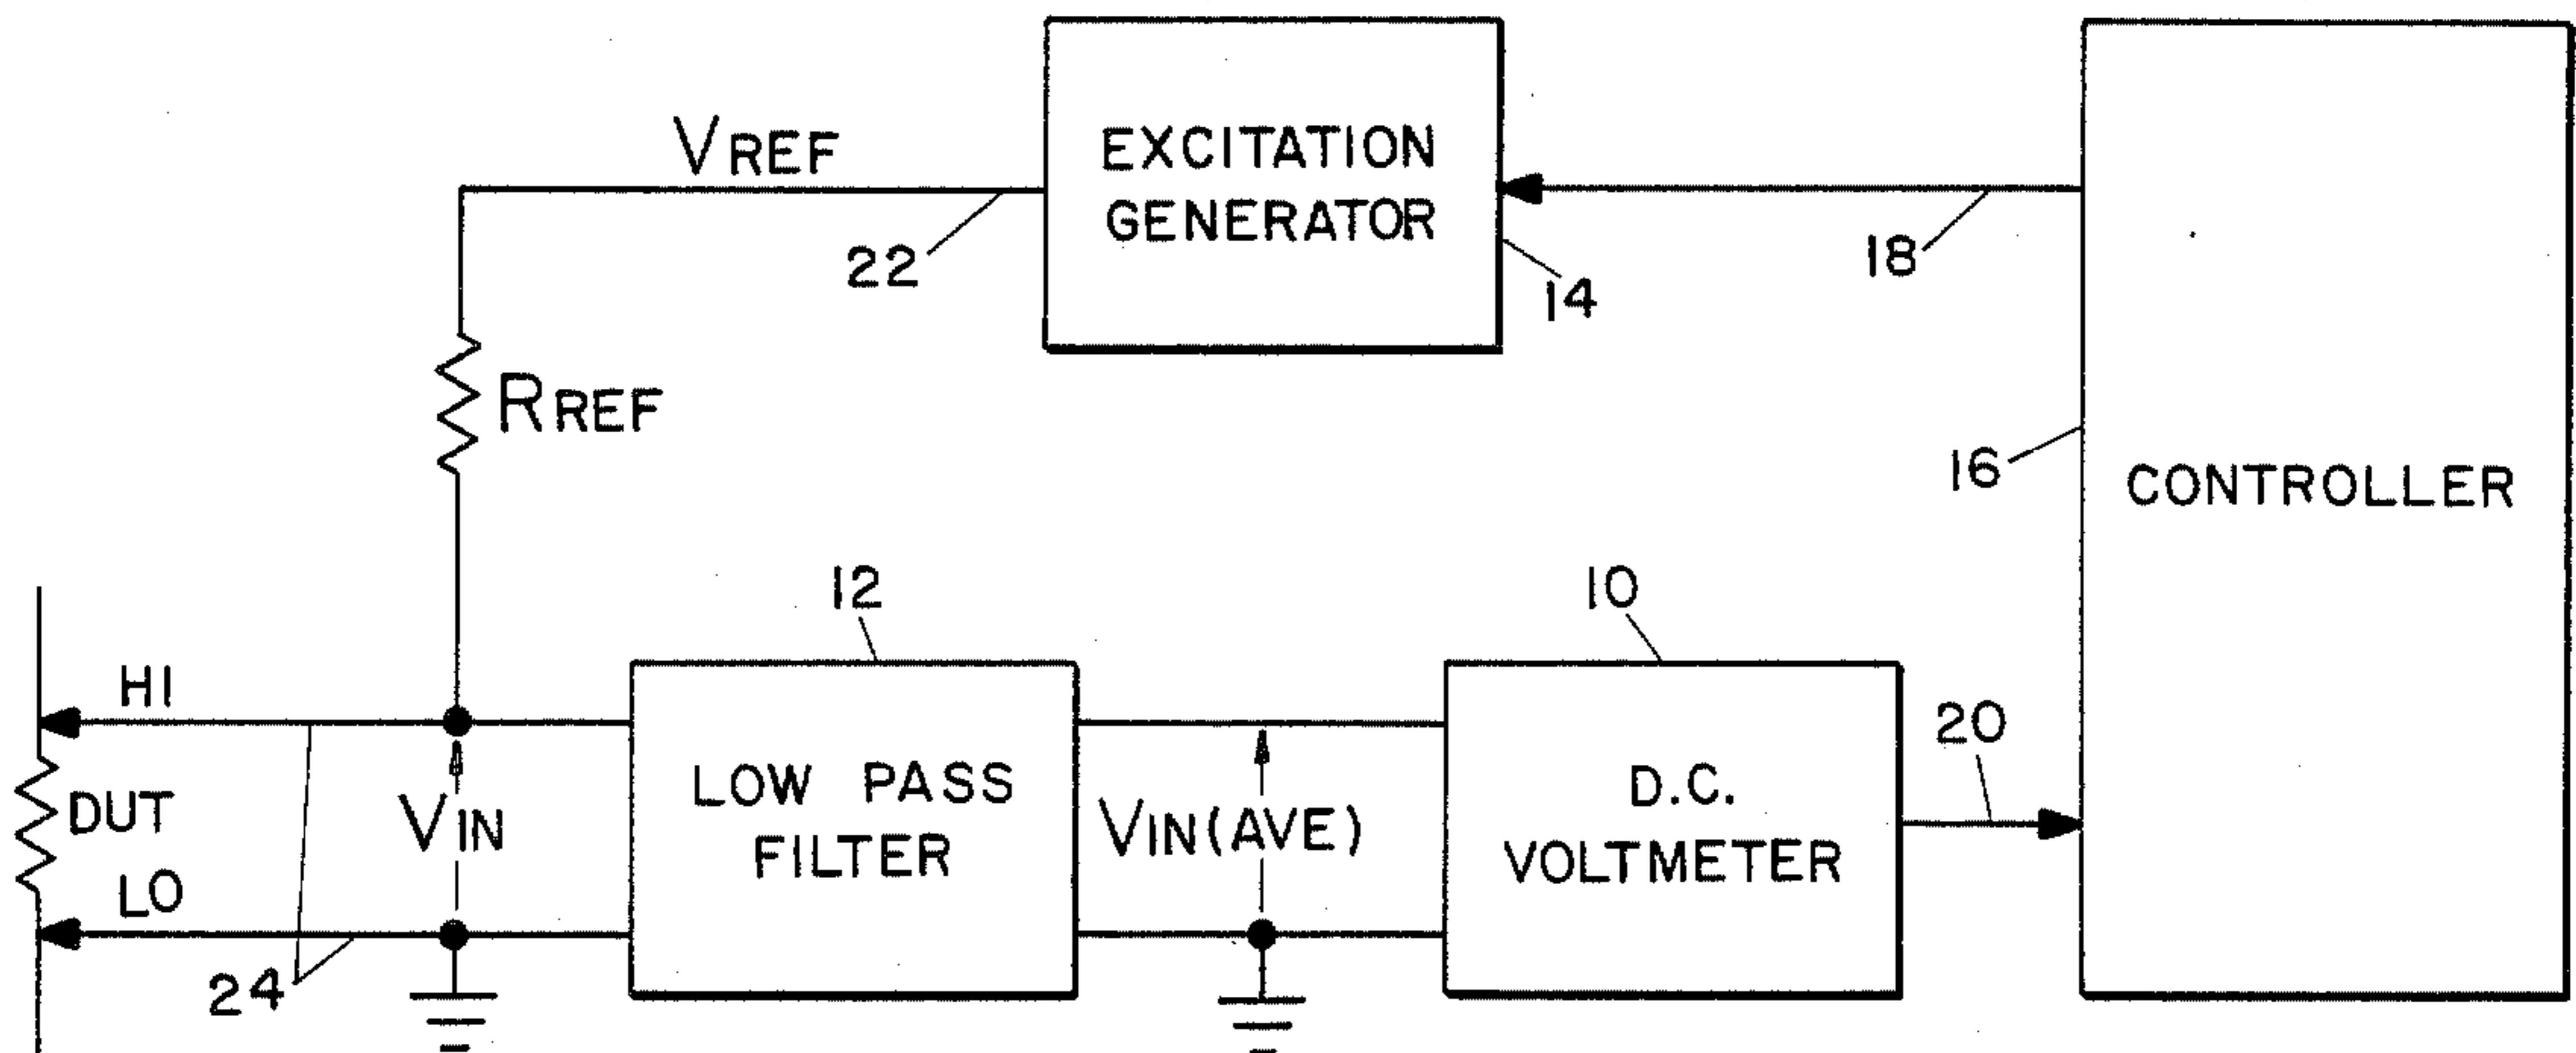 VREF
EXCITATION
GENERATOR
22
14
18
RREF
16
CONTROLLER
12
10
HI
20
DUT
VIN
LOW PASS
FILTER
VIN(AVE)
D.C.
VOLTMETER
LO
24